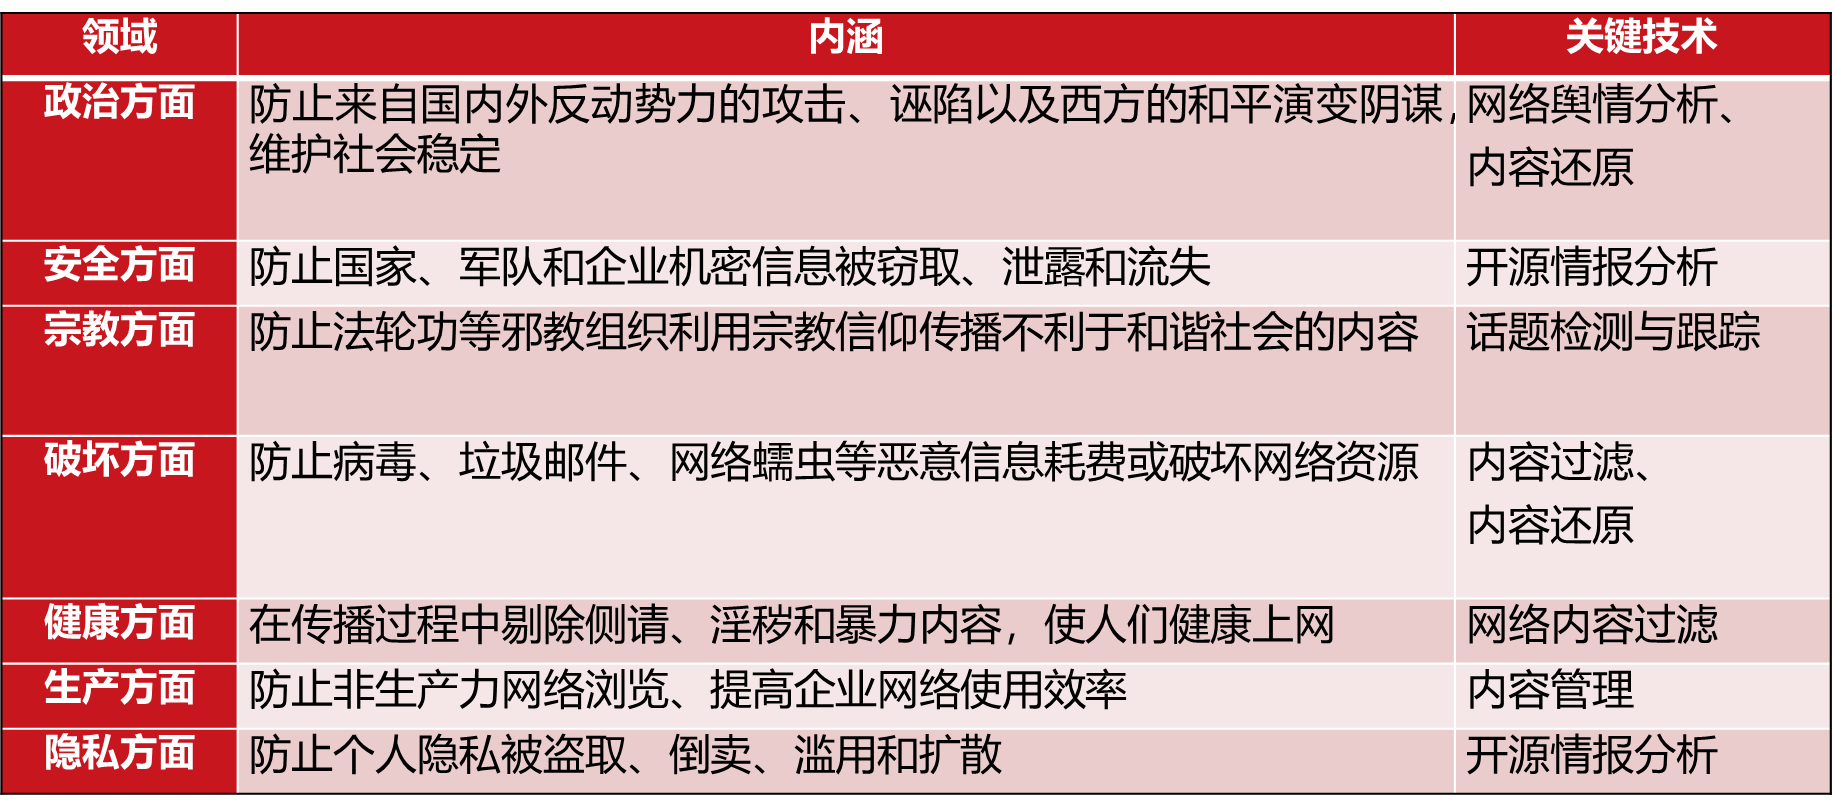 领域 内涵 关键技术
政治方面 防止来自国内外反动势力的攻击、诬陷以及西方的和平演变阴谋， 网络舆情分析、
维护社会稳定 内容还原
安全方面 防止国家、军队和企业机密信息被窃取、泄露和流失 开源情报分析
宗教方面 防止法轮功等邪教组织利用宗教信仰传播不利于和谐社会的内容 话题检测与跟踪
破坏方面 防止病毒、垃圾邮件、网络蠕虫等恶意信息耗费或破坏网络资源 内容过滤、
内容还原
健康方面 在传播过程中剔除侧请、淫秽和暴力内容，使人们健康上网 网络内容过滤
生产方面 防止非生产力网络浏览、提高企业网络使用效率 内容管理
隐私方面 防止个人隐私被盗取、倒卖、滥用和扩散 开源情报分析